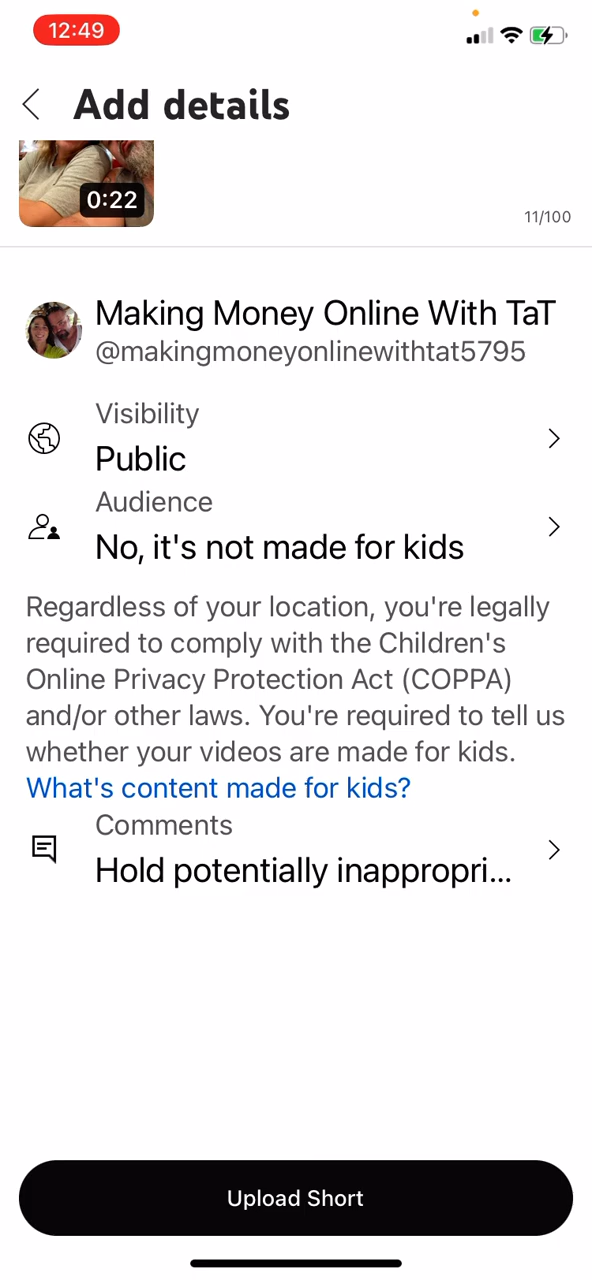 12:49
Add details
0:22
11/100
Making Money Online With TaT
@makingmoneyonlinewithtat5795
Visibility
Public
Audience
No, it's not made for kids
Regardless of your location, you're legally
required to comply with the Children's
Online Privacy Protection Act (COPPA)
and/or other laws. You're required to tell us
whether your videos are made for kids.
What's content made for kids?
Comments
Hold potentially inappropri...
Upload Short